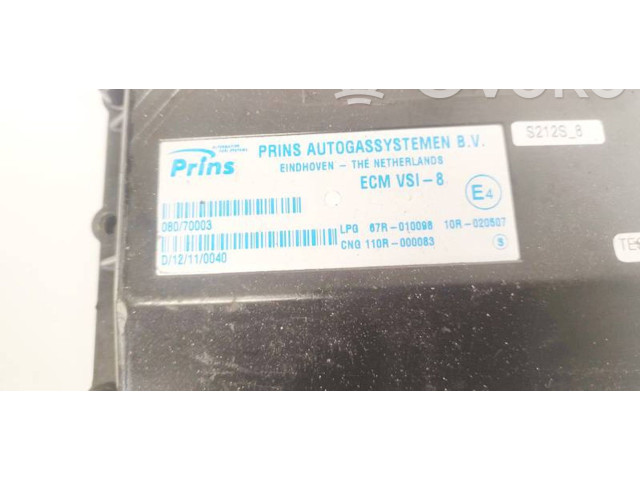 S212S_8
Prins
PRINS AUTOGASSYSTEMEN B.V.
EINDHOVEN - THE NETHERLANDS
ECM VSI-8
E4
080/70003
LPG 67R-010098 10R-020507
D/12/11/0040
CNG 110R-000083
S